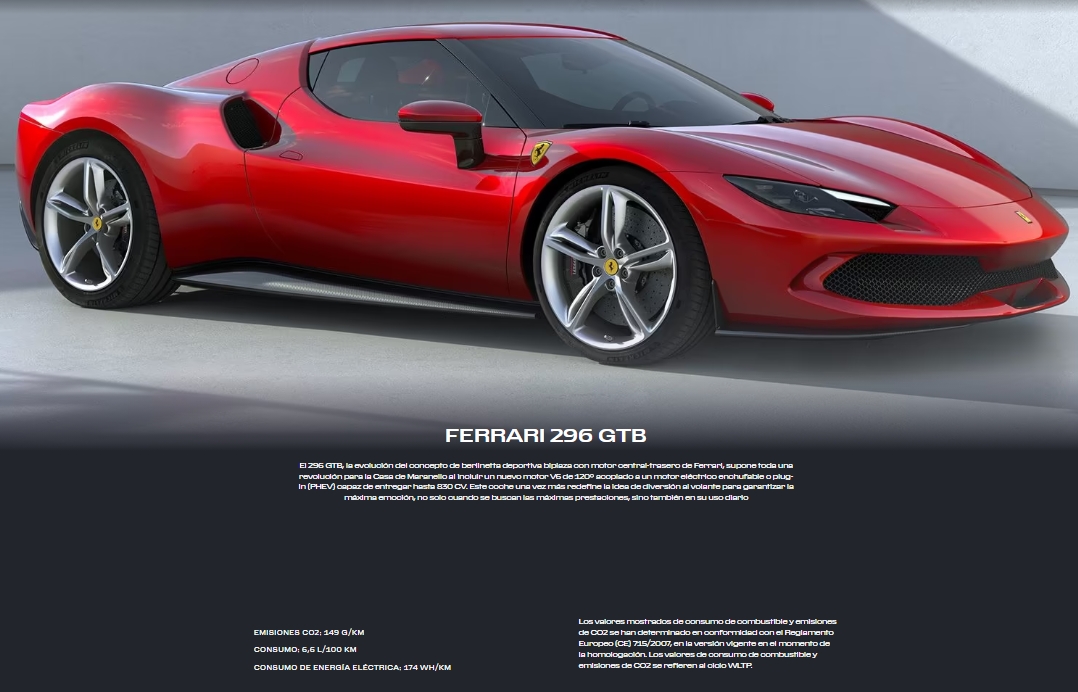 FERRARI 296 GTB
El 296 GTB, la evolución del concepto de berlinetta deportiva biplaza con motor central-trasero de Ferrari, supone toda una
revolución para la Casa de Maranello al incluir un nuevo motor V6 de 120º acoplado a un motor eléctrico enchufable o plug-
in (PHEV) capaz de entregar hasta 830 CV. Este coche una vez más redefine la idea de diversión al volante para garantizar la
máxima emoción, no solo cuando se buscan las máximas prestaciones, sino también en su uso diario
EMISIONES CO2: 149 G/KM
CONSUMO: 6,6 L/100 KM
CONSUMO DE ENERGÍA ELÉCTRICA: 174 WH/KM
Los valores mostrados de consumo de combustible y emisiones
de CO2 se han determinado en conformidad con el Reglamento
Europeo (CE) 715/2007, en la versión vigente en el momento de
la homologación. Los valores de consumo de combustible y
emisiones de CO2 se refieren al ciclo WLTP.